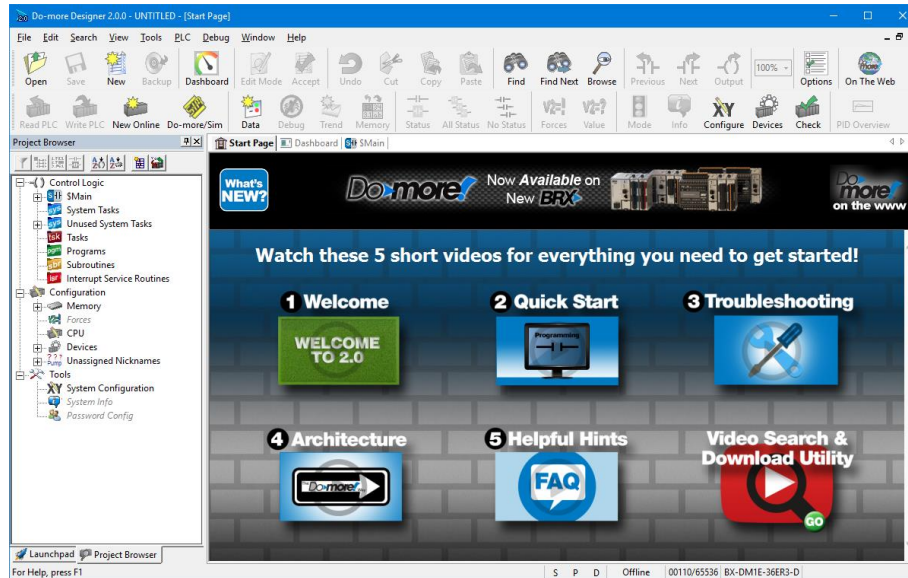 Do-more Designer 2.0.0 - UNTITLED - [Start Page]
File Edit Search View Tools PLC Debug Window Help
Open Save New Backup Dashboard Edit Mode Accept Undo Cut Copy Paste Find Find Next Browse Previous Next Output 100% Options On The Web
Read PLC Write PLC New Online Do-more/Sim Data Debug Trend Memory Status All Status No Status Forces Value Mode Info Configure Devices Check PID Overview
Project Browser
Start Page Dashboard $Main
Control Logic
$Main
System Tasks
Unused System Tasks
Tasks
Programs
Subroutines
Interrupt Service Routines
Configuration
Memory
Forces
CPU
Devices
Unassigned Nicknames
Tools
System Configuration
System Info
Password Config
Launchpad Project Browser
What's
NEW?
Do-more!
Now Available on
New BRX
Do-
more!
on the www
Watch these 5 short videos for everything you need to get started!
1 Welcome
WELCOME
TO 2.0
2 Quick Start
Programming
3 Troubleshooting
4 Architecture
Do-more!
5 Helpful Hints
FAQ
Video Search &
Download Utility
GO
For Help, press F1
S P D Offline 00110/65536 BX-DM1E-36ER3-D